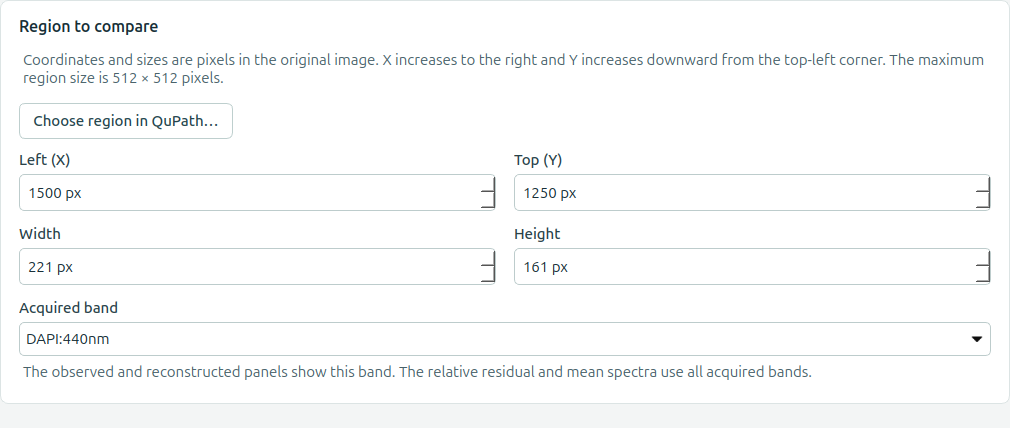 Region to compare
Coordinates and sizes are pixels in the original image. X increases to the right and Y increases downward from the top-left corner. The maximum
region size is 512 × 512 pixels.
Choose region in QuPath…
Left (X)
Top (Y)
1500 px
1250 px
Width
Height
221 px
161 px
Acquired band
DAPI:440nm
The observed and reconstructed panels show this band. The relative residual and mean spectra use all acquired bands.